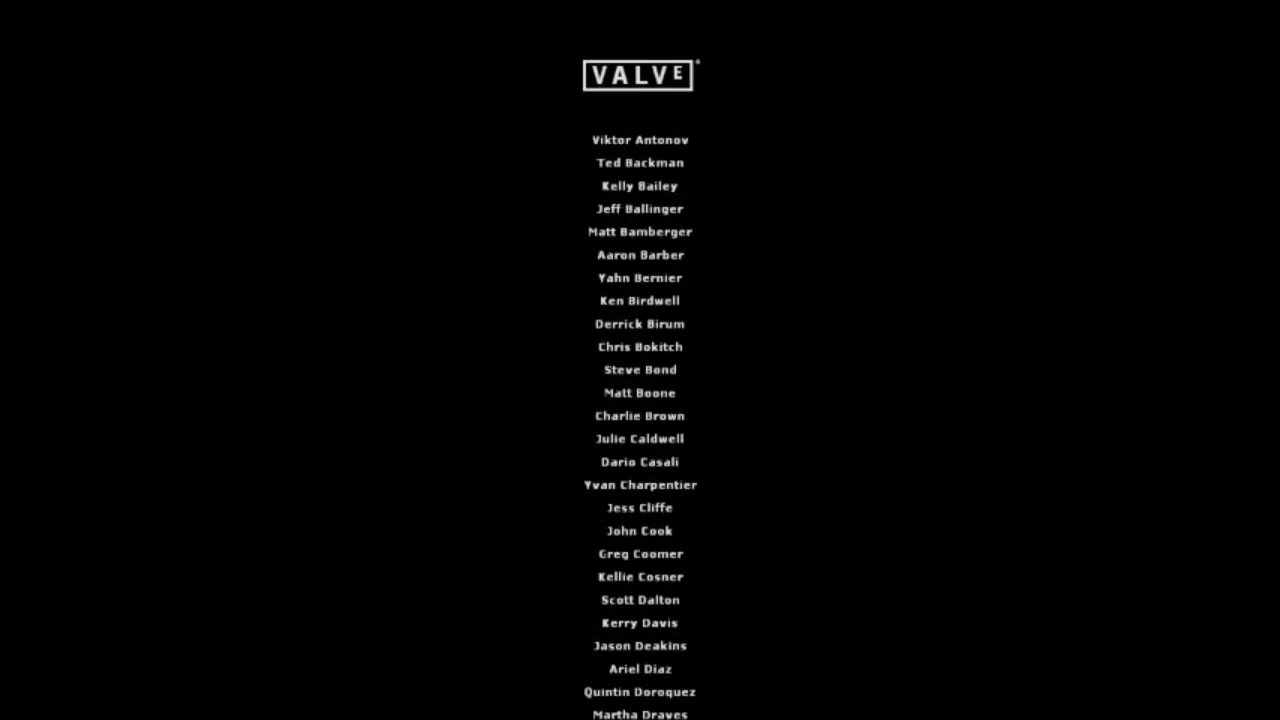 VALVE
Viktor Antonov
Ted Backman
Kelly Bailey
Jeff Ballinger
Matt Bamberger
Aaron Barber
Yahn Bernier
Ken Birdwell
Derrick Birum
Chris Bokitch
Steve Bond
Matt Boone
Charlie Brown
Julie Caldwell
Dario Casali
Yvan Charpentier
Jess Cliffe
John Cook
Greg Coomer
Kellie Cosner
Scott Dalton
Kerry Davis
Jason Deakins
Ariel Diaz
Quintin Doroquez
Martha Draves